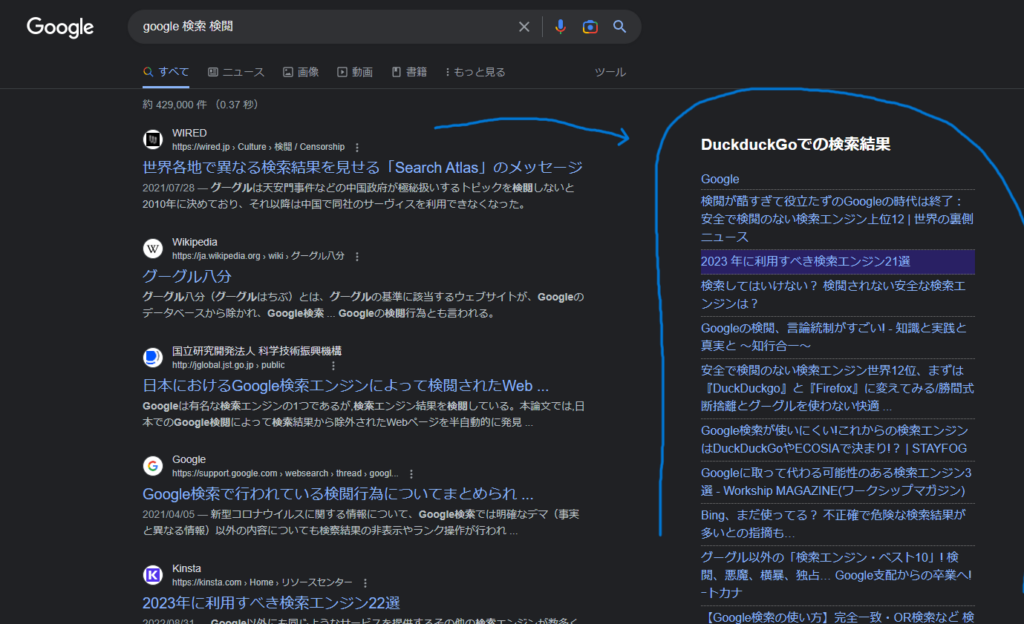 Google
google 検索 検閲
すべて ニュース 画像 動画 書籍 もっと見る ツール
約 429,000 件 （0.37 秒）
WIRED
https://wired.jp › Culture › 検閲 / Censorship
世界各地で異なる検索結果を見せる「Search Atlas」のメッセージ
2021/07/28 — グーグルは天安門事件などの中国政府が極秘扱いするトピックを検閲しないと
2010年に決めており、それ以降は中国で同社のサーヴィスを利用できなくなった。
Wikipedia
https://ja.wikipedia.org › wiki › グーグル八分
グーグル八分
グーグル八分（グーグルはちぶ）とは、グーグルの基準に該当するウェブサイトが、Googleの
データベースから除かれ、Google検索 ... Googleの検閲行為とも言われる。
国立研究開発法人 科学技術振興機構
http://jglobal.jst.go.jp › public
日本におけるGoogle検索エンジンによって検閲されたWeb ...
Googleは有名な検索エンジンの1つであるが,検索エンジン結果を検閲している。本論文では,日
本でのGoogle検閲によって検索結果から除外されたWebページを半自動的に発見 ...
Google
https://support.google.com › websearch › thread › googl...
Google検索で行われている検閲行為についてまとめられ ...
2021/04/05 — 新型コロナウイルスに関する情報について、Google検索では明確なデマ（事実
と異なる情報）以外の内容についても検察結果の非表示やランク操作が行われ ...
Kinsta
https://kinsta.com › Home › リソースセンター
2023年に利用すべき検索エンジン22選
2022/08/31 — Google以外にも同じようなサービスを提供するその他の検索エンジンが数多く
DuckduckGoでの検索結果
Google
検閲が酷すぎて役立たずのGoogleの時代は終了：
安全で検閲のない検索エンジン上位12 | 世界の裏側
ニュース
2023 年に利用すべき検索エンジン21選
検索してはいけない？ 検閲されない安全な検索エ
ンジンは？
Googleの検閲、言論統制がすごい! - 知識と実践と
真実と ～知行合一～
安全で検閲のない検索エンジン世界12位、まずは
『DuckDuckgo』と『Firefox』に変えてみる/勝間式
断捨離とグーグルを使わない快適 ...
Google検索が使いにくい!これからの検索エンジン
はDuckDuckGoやECOSIAで決まり!？ | STAYFOG
Googleに取って代わる可能性のある検索エンジン3
選 - Workship MAGAZINE(ワークシップマガジン)
Bing、まだ使ってる？ 不正確で危険な検索結果が
多いとの指摘も…
グーグル以外の「検索エンジン・ベスト10」! 検
閲、悪魔、横暴、独占… Google支配からの卒業へ!
−トカナ
【Google検索の使い方】完全一致・OR検索など 検